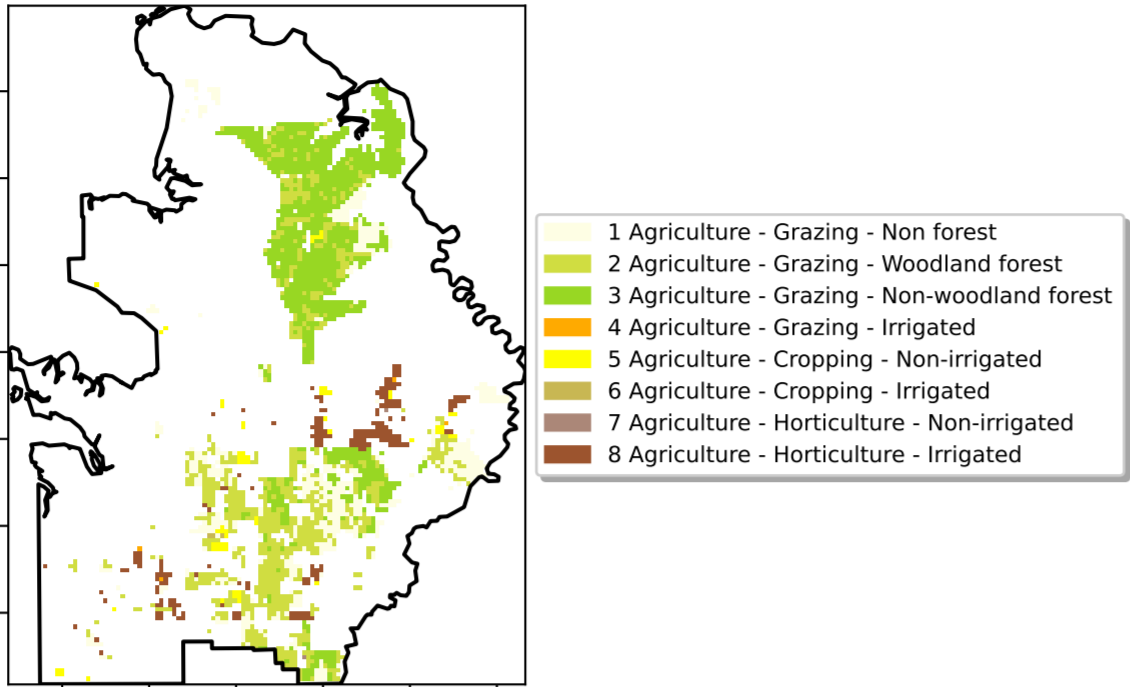 1 Agriculture - Grazing - Non forest
2 Agriculture - Grazing - Woodland forest
3 Agriculture - Grazing - Non-woodland forest
4 Agriculture - Grazing - Irrigated
5 Agriculture - Cropping - Non-irrigated
6 Agriculture - Cropping - Irrigated
7 Agriculture - Horticulture - Non-irrigated
8 Agriculture - Horticulture - Irrigated